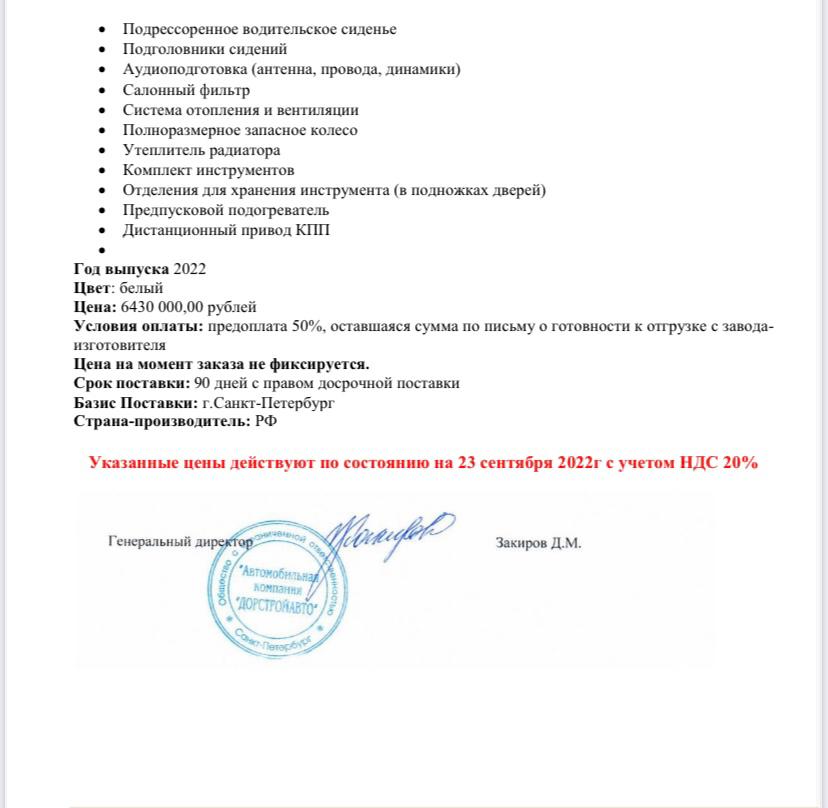 • Подрессоренное водительское сиденье
• Подголовники сидений
• Аудиоподготовка (антенна, провода, динамики)
• Салонный фильтр
• Система отопления и вентиляции
• Полноразмерное запасное колесо
• Утеплитель радиатора
• Комплект инструментов
• Отделения для хранения инструмента (в подножках дверей)
• Предпусковой подогреватель
• Дистанционный привод КПП
•
Год выпуска 2022
Цвет: белый
Цена: 6430 000,00 рублей
Условия оплаты: предоплата 50%, оставшаяся сумма по письму о готовности к отгрузке с завода-
изготовителя
Цена на момент заказа не фиксируется.
Срок поставки: 90 дней с правом досрочной поставки
Базис Поставки: г.Санкт-Петербург
Страна-производитель: РФ
Указанные цены действуют по состоянию на 23 сентября 2022г с учетом НДС 20%
Генеральный директор
Закиров Д.М.
Общество с ограниченной ответственностью
"Автомобильная
компания
"ДОРСТРОЙАВТО"
* Санкт-Петербург *